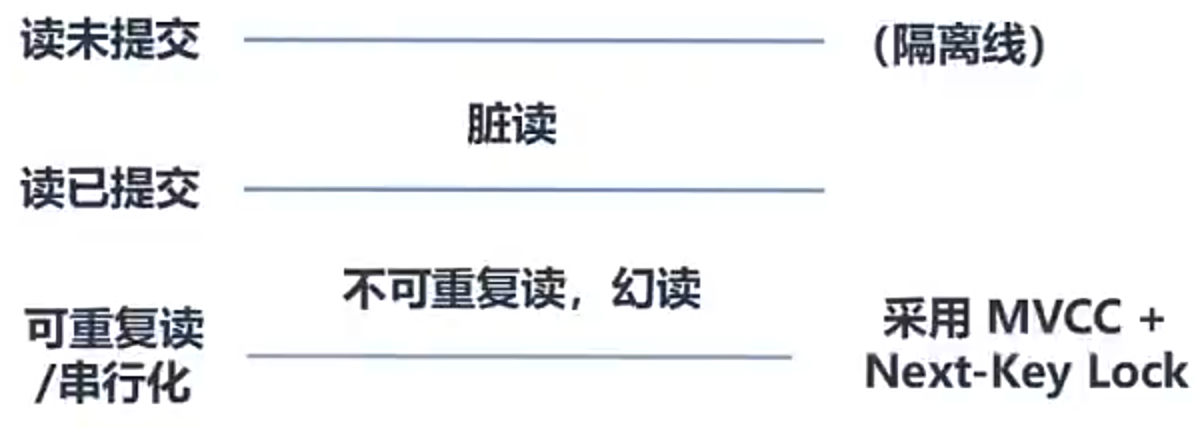 读未提交
(隔离线)
脏读
读已提交
不可重复读，幻读
可重复读
/串行化
采用 MVCC +
Next-Key Lock